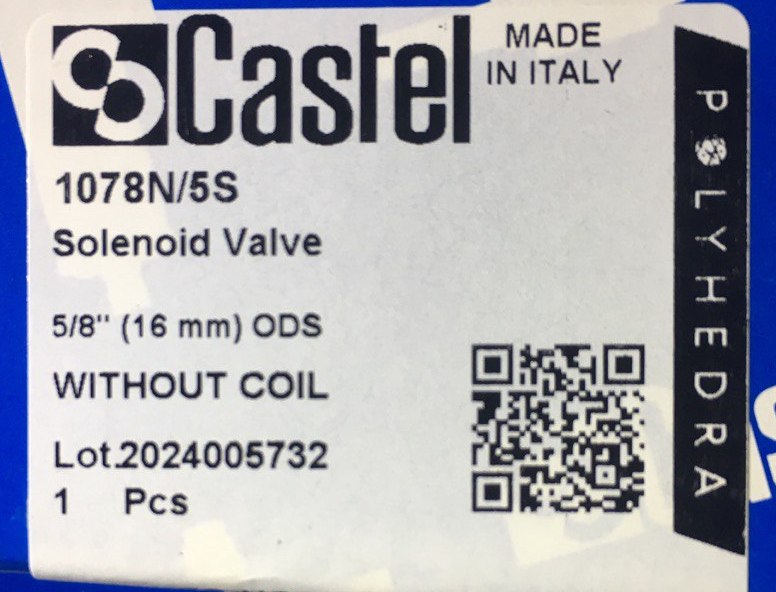 Castel
MADE
IN ITALY
1078N/5S
Solenoid Valve
5/8" (16 mm) ODS
WITHOUT COIL
Lot.2024005732
1 Pcs
POLYHEDRA